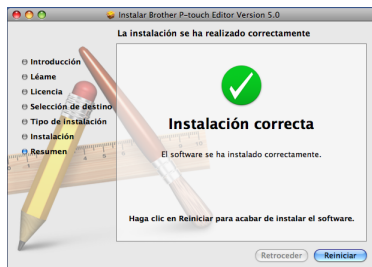 Instalar Brother P-touch Editor Version 5.0
La instalación se ha realizado correctamente
Introducción
Léame
Licencia
Selección de destino
Tipo de instalación
Instalación
Resumen
Instalación correcta
El software se ha instalado correctamente.
Haga clic en Reiniciar para acabar de instalar el software.
Retroceder
Reiniciar